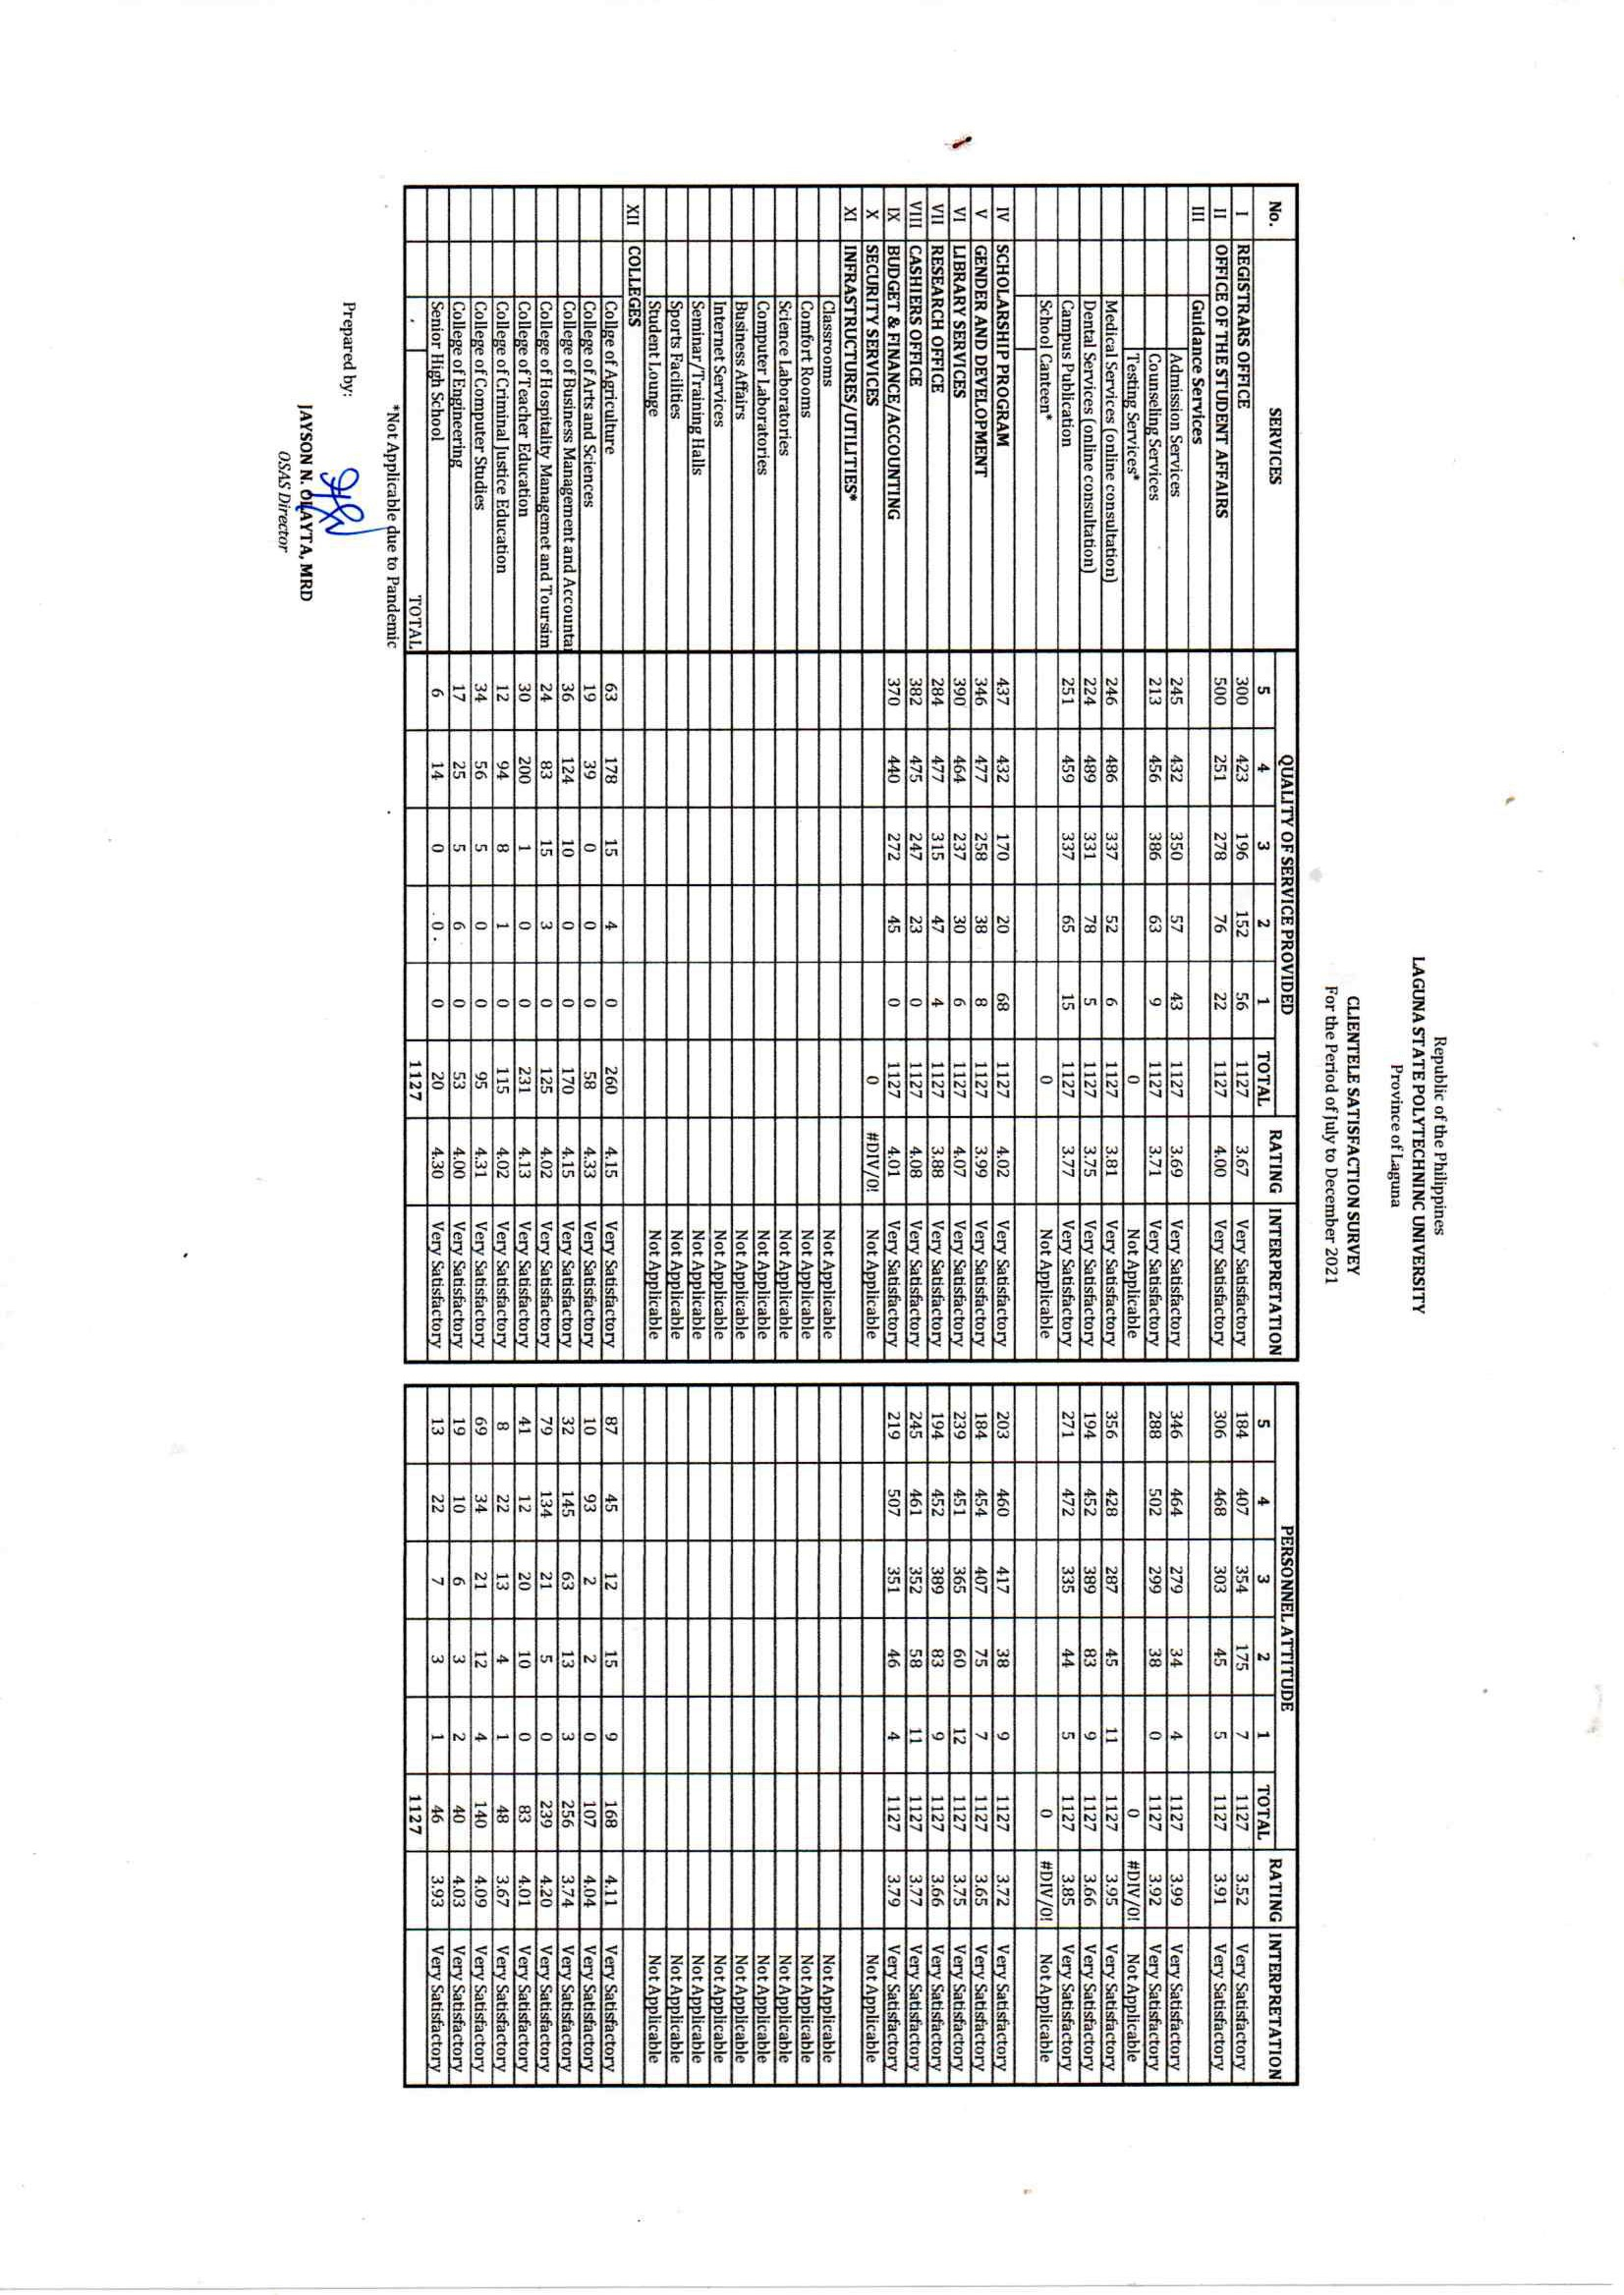 Republic of the Philippines
LAGUNA STATE POLYTECHNINC UNIVERSITY
Province of Laguna
CLIENTELE SATISFACTION SURVEY
For the Period of July to December 2021
QUALITY OF SERVICE PROVIDED PERSONNEL ATTITUDE
No. SERVICES 5 4 3 2 1 TOTAL RATING INTERPRETATION 5 4 3 2 1 TOTAL RATING INTERPRETATION
I REGISTRARS OFFICE 300 423 196 152 56 1127 3.67 Very Satisfactory 184 407 354 175 7 1127 3.52 Very Satisfactory
II OFFICE OF THE STUDENT AFFAIRS 500 251 278 76 22 1127 4.00 Very Satisfactory 306 468 303 45 5 1127 3.91 Very Satisfactory
III Guidance Services
Admission Services 245 432 350 57 43 1127 3.69 Very Satisfactory 346 464 279 34 4 1127 3.99 Very Satisfactory
Counseling Services 213 456 386 63 9 1127 3.71 Very Satisfactory 288 502 299 38 0 1127 3.92 Very Satisfactory
Testing Services* 0 Not Applicable 0 #DIV/0! Not Applicable
Medical Services (online consultation) 246 486 337 52 6 1127 3.81 Very Satisfactory 356 428 287 45 11 1127 3.95 Very Satisfactory
Dental Services (online consultation) 224 489 331 78 5 1127 3.75 Very Satisfactory 194 452 389 83 9 1127 3.66 Very Satisfactory
Campus Publication 251 459 337 65 15 1127 3.77 Very Satisfactory 271 472 335 44 5 1127 3.85 Very Satisfactory
School Canteen* 0 Not Applicable 0 #DIV/0! Not Applicable
IV SCHOLARSHIP PROGRAM 437 432 170 20 68 1127 4.02 Very Satisfactory 203 460 417 38 9 1127 3.72 Very Satisfactory
V GENDER AND DEVELOPMENT 346 477 258 38 8 1127 3.99 Very Satisfactory 184 454 407 75 7 1127 3.65 Very Satisfactory
VI LIBRARY SERVICES 390 464 237 30 6 1127 4.07 Very Satisfactory 239 451 365 60 12 1127 3.75 Very Satisfactory
VII RESEARCH OFFICE 284 477 315 47 4 1127 3.88 Very Satisfactory 194 452 389 83 9 1127 3.66 Very Satisfactory
VIII CASHIERS OFFICE 382 475 247 23 0 1127 4.08 Very Satisfactory 245 461 352 58 11 1127 3.77 Very Satisfactory
IX BUDGET & FINANCE/ACCOUNTING 370 440 272 45 0 1127 4.01 Very Satisfactory 219 507 351 46 4 1127 3.79 Very Satisfactory
X SECURITY SERVICES 0 #DIV/0! Not Applicable Not Applicable
XI INFRASTRUCTURES/UTILITIES*
Classrooms Not Applicable Not Applicable
Comfort Rooms Not Applicable Not Applicable
Science Laboratories Not Applicable Not Applicable
Computer Laboratories Not Applicable Not Applicable
Business Affairs Not Applicable Not Applicable
Internet Services Not Applicable Not Applicable
Seminar/Training Halls Not Applicable Not Applicable
Sports Facilities Not Applicable Not Applicable
Student Lounge Not Applicable Not Applicable
XII COLLEGES
Collge of Agriculture 63 178 15 4 0 260 4.15 Very Satisfactory 87 45 12 15 9 168 4.11 Very Satisfactory
College of Arts and Sciences 19 39 0 0 0 58 4.33 Very Satisfactory 10 93 2 2 0 107 4.04 Very Satisfactory
College of Business Management and Accounta 36 124 10 0 0 170 4.15 Very Satisfactory 32 145 63 13 3 256 3.74 Very Satisfactory
College of Hospitality Managemet and Toursim 24 83 15 3 0 125 4.02 Very Satisfactory 79 134 21 5 0 239 4.20 Very Satisfactory
College of Teacher Education 30 200 1 0 0 231 4.13 Very Satisfactory 41 12 20 10 0 83 4.01 Very Satisfactory
College of Criminal Justice Education 12 94 8 1 0 115 4.02 Very Satisfactory 8 22 13 4 1 48 3.67 Very Satisfactory
College of Computer Studies 34 56 5 0 0 95 4.31 Very Satisfactory 69 34 21 12 4 140 4.09 Very Satisfactory
College of Engineering 17 25 5 6 0 53 4.00 Very Satisfactory 19 10 6 3 2 40 4.03 Very Satisfactory
Senior High School 6 14 0 0 0 20 4.30 Very Satisfactory 13 22 7 3 1 46 3.93 Very Satisfactory
TOTAL 1127 1127
*Not Applicable due to Pandemic
Prepared by:
JAYSON N. OLAYTA, MRD
OSAS Director